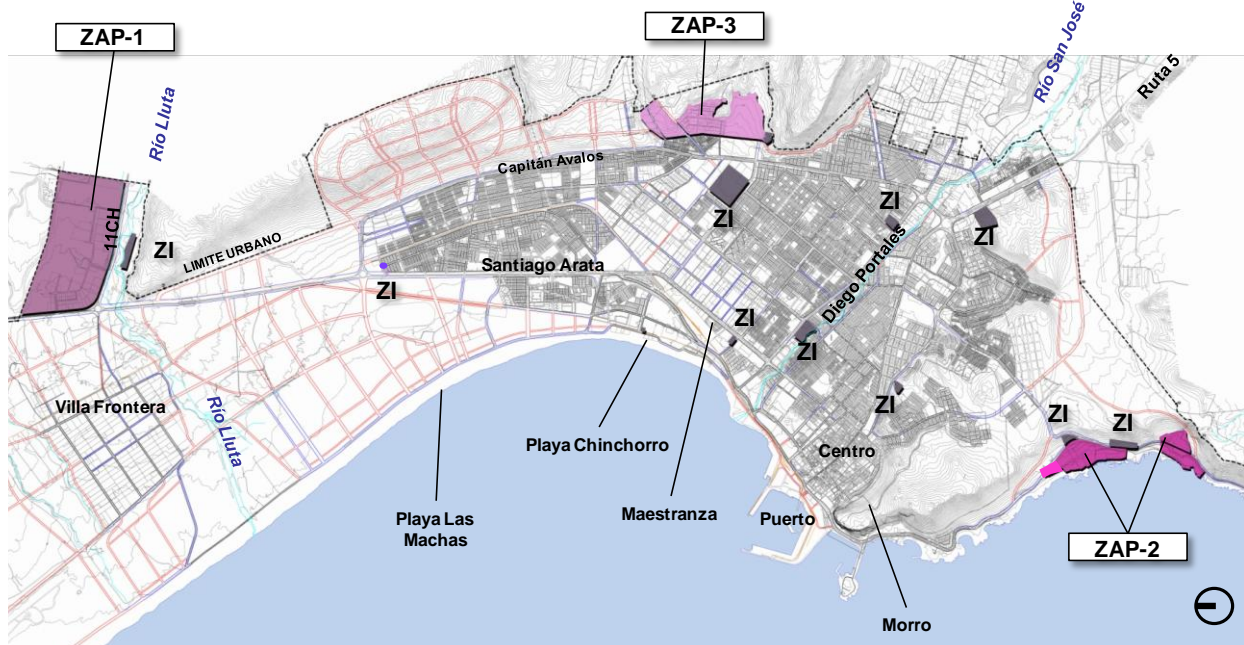 ZAP-1
ZAP-3
Río Lluta
Río San José
Ruta 5
Capitán Avalos
11CH
ZI
LIMITE URBANO
ZI
ZI
ZI
Santiago Arata
ZI
Diego Portales
ZI
ZI
Villa Frontera
Río Lluta
ZI
ZI
ZI
Playa Chinchorro
Centro
Playa Las
Machas
Maestranza
Puerto
ZAP-2
Morro